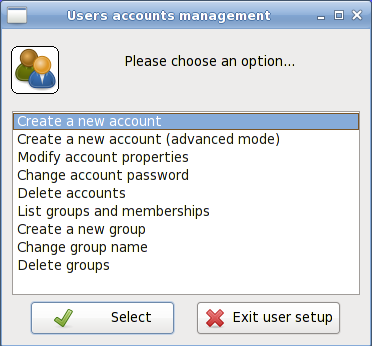 Users accounts management
Please choose an option...
Create a new account
Create a new account (advanced mode)
Modify account properties
Change account password
Delete accounts
List groups and memberships
Create a new group
Change group name
Delete groups
Select
Exit user setup